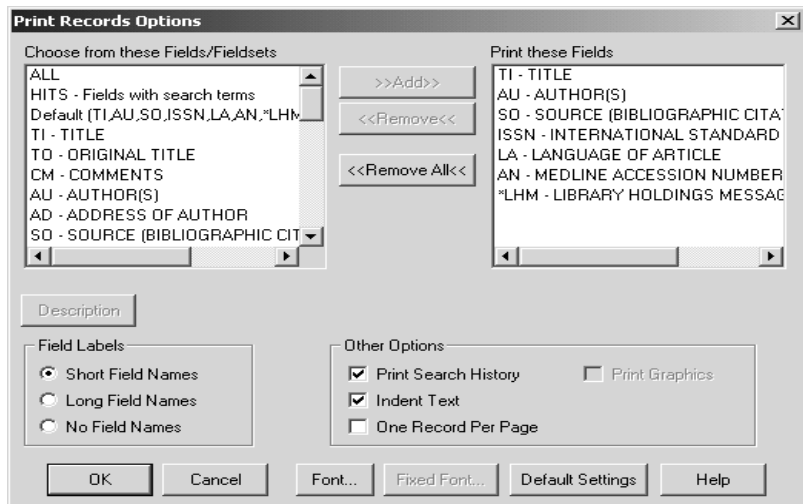 Print Records Options
Choose from these Fields/Fieldsets
ALL
HITS - Fields with search terms
Default (TI,AU,SO,ISSN,LA,AN,*LHM
TI - TITLE
TO - ORIGINAL TITLE
CM - COMMENTS
AU - AUTHOR(S)
AD - ADDRESS OF AUTHOR
SO - SOURCE (BIBLIOGRAPHIC CIT
>>Add>>
<<Remove<<
<<Remove All<<
Print these Fields
TI - TITLE
AU - AUTHOR(S)
SO - SOURCE (BIBLIOGRAPHIC CITA
ISSN - INTERNATIONAL STANDARD
LA - LANGUAGE OF ARTICLE
AN - MEDLINE ACCESSION NUMBER
*LHM - LIBRARY HOLDINGS MESSAG
Description
Field Labels
Short Field Names
Long Field Names
No Field Names
Other Options
Print Search History
Print Graphics
Indent Text
One Record Per Page
OK
Cancel
Font...
Fixed Font...
Default Settings
Help